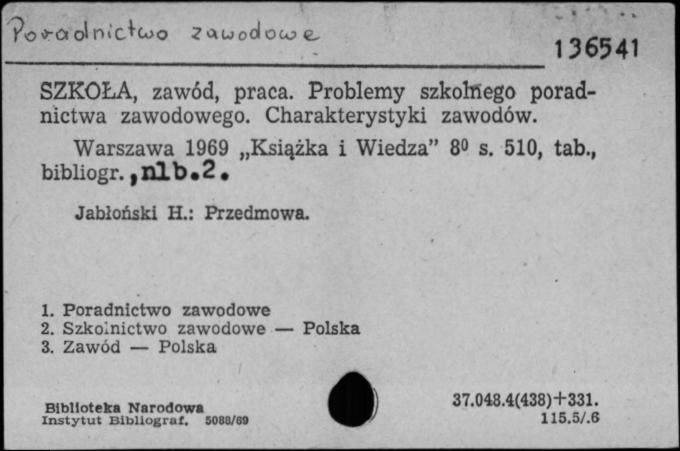 Poradnictwo zawodowe
136541
SZKOŁA, zawód, praca. Problemy szkolnego porad-
nictwa zawodowego. Charakterystyki zawodów.
Warszawa 1969 „Książka i Wiedza” 8⁰ s. 510, tab.,
bibliogr. , nlb.2.
Jabłoński H.: Przedmowa.
1. Poradnictwo zawodowe
2. Szkolnictwo zawodowe — Polska
3. Zawód — Polska
Biblioteka Narodowa
Instytut Bibliograf. 5088/69
37.048.4(438)+331.
115.5/.6